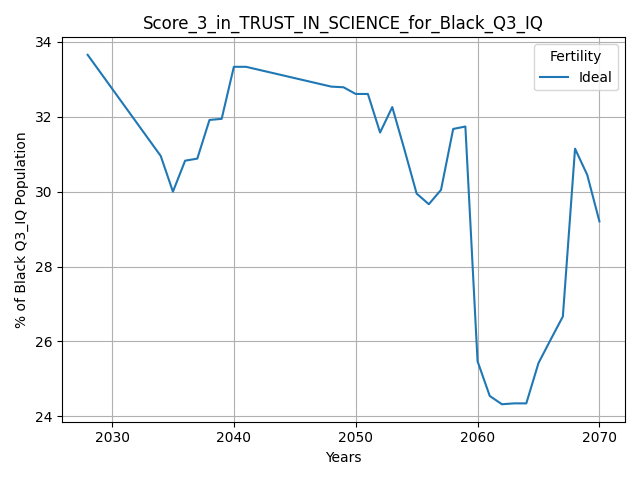 Score_3_in_TRUST_IN_SCIENCE_for_Black_Q3_IQ
Fertility
Ideal
% of Black Q3_IQ Population
34
32
30
28
26
24
2030
2040
2050
2060
2070
Years